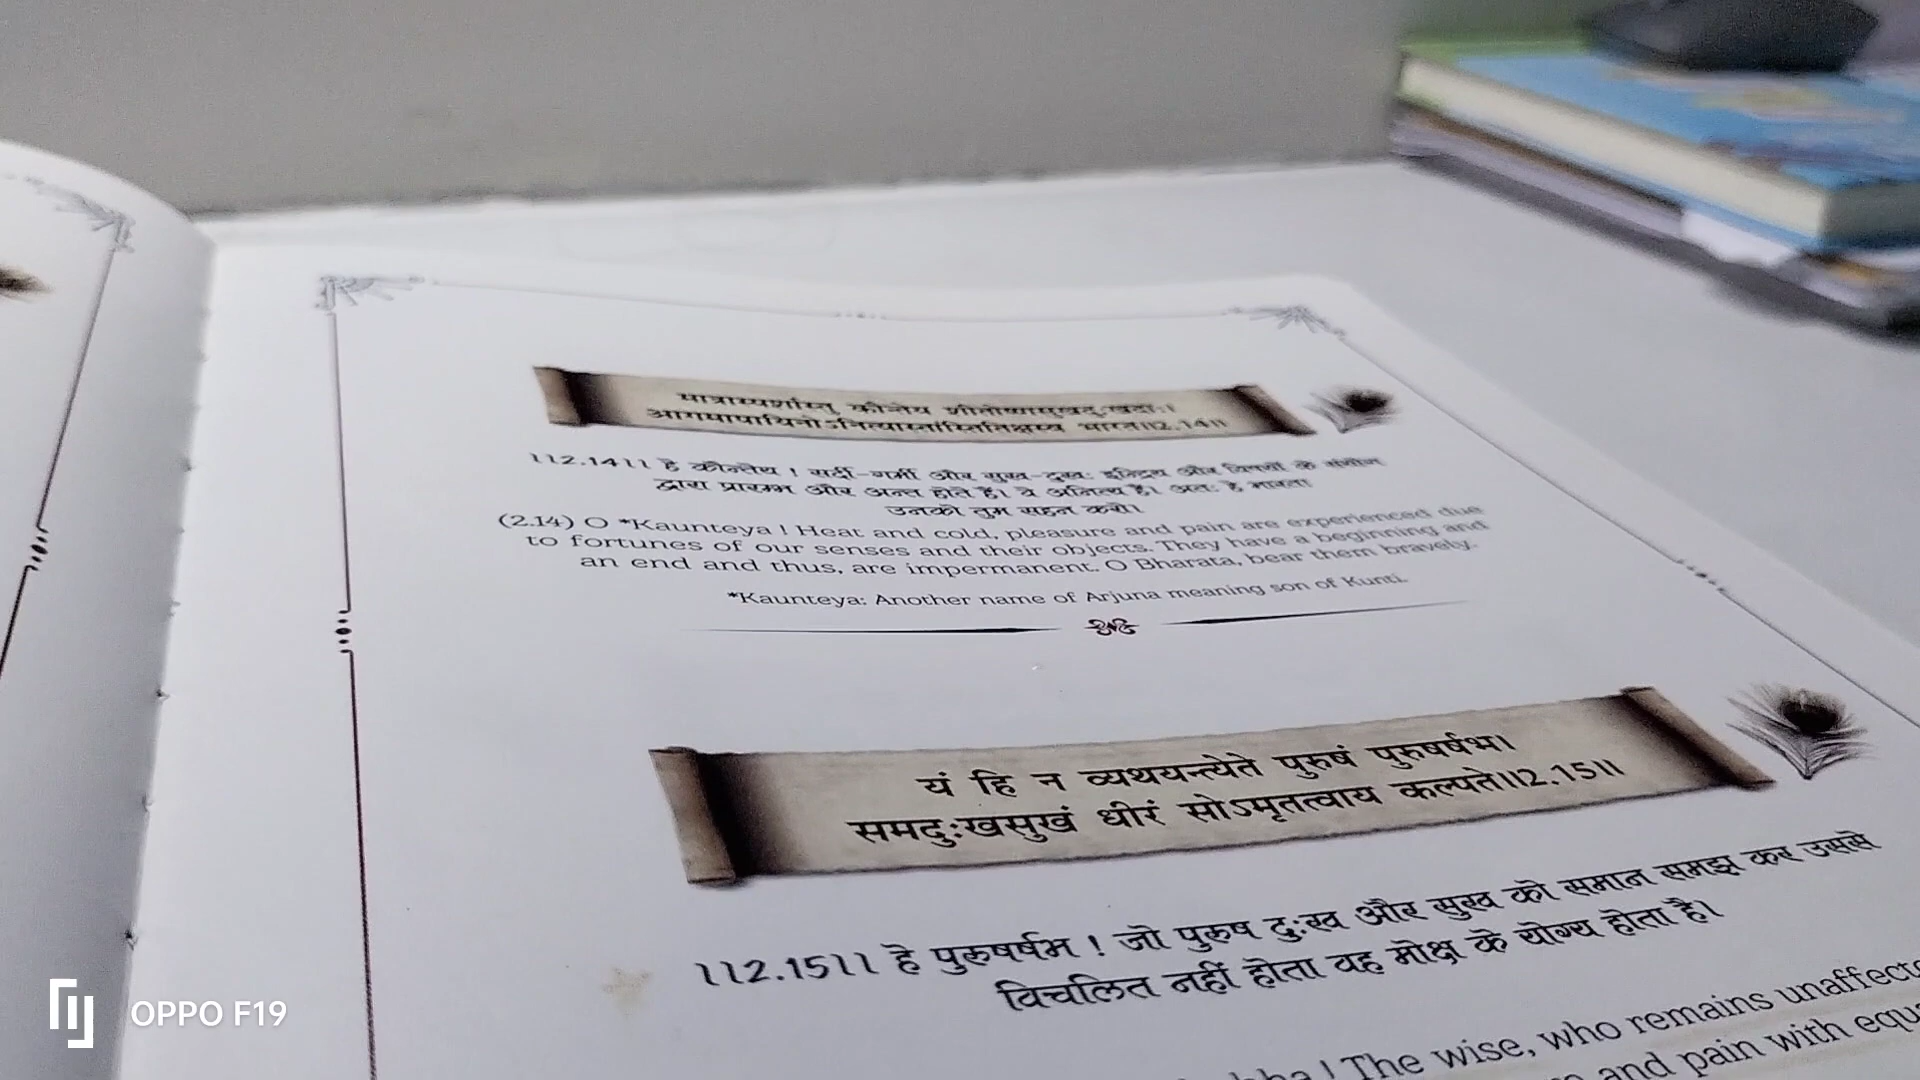 मात्रास्पर्शास्तु कौन्तेय शीतोष्णसुखदुःखदाः।
आगमापायिनोऽनित्यास्तांस्तितिक्षस्व भारत॥2.14॥
॥2.14॥ हे कौन्तेय ! सर्दी-गर्मी और सुख-दुखः इन्द्रिय और विषयों के संयोग
द्वारा प्रारम्भ और अन्त होते हैं। वे अनित्य हैं। अतः हे भारत।
उनको तुम सहन करो।
(2.14) O *Kaunteya ! Heat and cold, pleasure and pain are experienced due
to fortunes of our senses and their objects. They have a beginning and
an end and thus, are impermanent. O Bharata, bear them bravely.
*Kaunteya: Another name of Arjuna meaning son of Kunti.
यं हि न व्यथयन्त्येते पुरुषं पुरुषर्षभ।
समदुःखसुखं धीरं सोऽमृतत्वाय कल्पते॥2.15॥
॥2.15॥ हे पुरुषर्षभ ! जो पुरुष दुःख और सुख को समान समझ कर उससे
विचलित नहीं होता वह मोक्ष के योग्य होता है।
! The wise, who remains
and pain with
OPPO F19